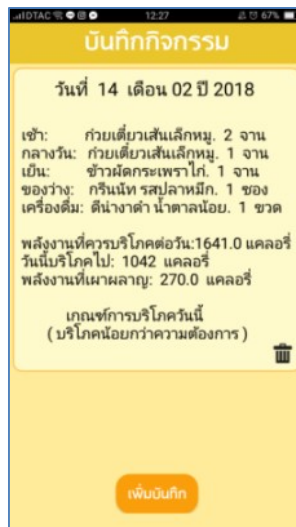 DTAC 12:27 67%
บันทึกกิจกรรม
วันที่ 14 เดือน 02 ปี 2018
เช้า: ก๋วยเตี๋ยวเส้นเล็กหมู. 2 จาน
กลางวัน: ก๋วยเตี๋ยวเส้นเล็กหมู. 1 จาน
เย็น: ข้าวผัดกระเพราไก่. 1 จาน
ของว่าง: กรีนนัท รสปลาหมึก. 1 ซอง
เครื่องดื่ม: ดีน่างาดำ น้ำตาลน้อย. 1 ขวด
พลังงานที่ควรบริโภคต่อวัน:1641.0 แคลอรี่
วันนี้บริโภคไป: 1042 แคลอรี่
พลังงานที่เผาผลาญ: 270.0 แคลอรี่
เกณฑ์การบริโภควันนี้
( บริโภคน้อยกว่าความต้องการ )
เพิ่มบันทึก